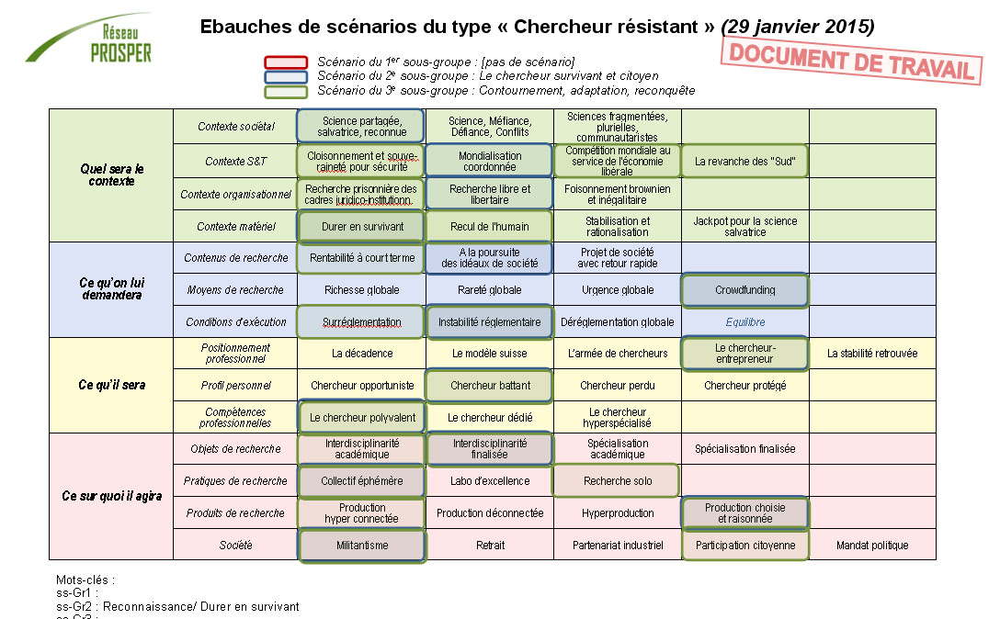 Réseau
PROSPER
Ebauches de scénarios du type « Chercheur résistant » (29 janvier 2015)
DOCUMENT DE TRAVAIL
Scénario du 1er sous-groupe : [pas de scénario]
Scénario du 2e sous-groupe : Le chercheur survivant et citoyen
Scénario du 3e sous-groupe : Contournement, adaptation, reconquête
Quel sera le
contexte
Contexte sociétal
Science partagée,
salvatrice, reconnue
Science, Méfiance,
Défiance, Conflits
Sciences fragmentées,
plurielles,
communautaristes
Contexte S&T
Cloisonnement et souve-
raineté pour sécurité
Mondialisation
coordonnée
Compétition mondiale au
service de l'économie
libérale
La revanche des "Sud"
Contexte organisationnel
Recherche prisonnière des
cadres juridico-institutionn.
Recherche libre et
libertaire
Foisonnement brownien
et inégalitaire
Contexte matériel
Durer en survivant
Recul de l'humain
Stabilisation et
rationalisation
Jackpot pour la science
salvatrice
Ce qu'on lui
demandera
Contenus de recherche
Rentabilité à court terme
A la poursuite
des idéaux de société
Projet de société
avec retour rapide
Moyens de recherche
Richesse globale
Rareté globale
Urgence globale
Crowdfunding
Conditions d'exécution
Surréglementation
Instabilité réglementaire
Déréglementation globale
Equilibre
Ce qu'il sera
Positionnement
professionnel
La décadence
Le modèle suisse
L'armée de chercheurs
Le chercheur-
entrepreneur
La stabilité retrouvée
Profil personnel
Chercheur opportuniste
Chercheur battant
Chercheur perdu
Chercheur protégé
Compétences
professionnelles
Le chercheur polyvalent
Le chercheur dédié
Le chercheur
hyperspécialisé
Ce sur quoi il agira
Objets de recherche
Interdisciplinarité
académique
Interdisciplinarité
finalisée
Spécialisation
académique
Spécialisation finalisée
Pratiques de recherche
Collectif éphémère
Labo d'excellence
Recherche solo
Produits de recherche
Production
hyper connectée
Production déconnectée
Hyperproduction
Production choisie
et raisonnée
Société
Militantisme
Retrait
Partenariat industriel
Participation citoyenne
Mandat politique
Mots-clés :
ss-Gr1 :
ss-Gr2 : Reconnaissance/ Durer en survivant
ss-Gr3 :